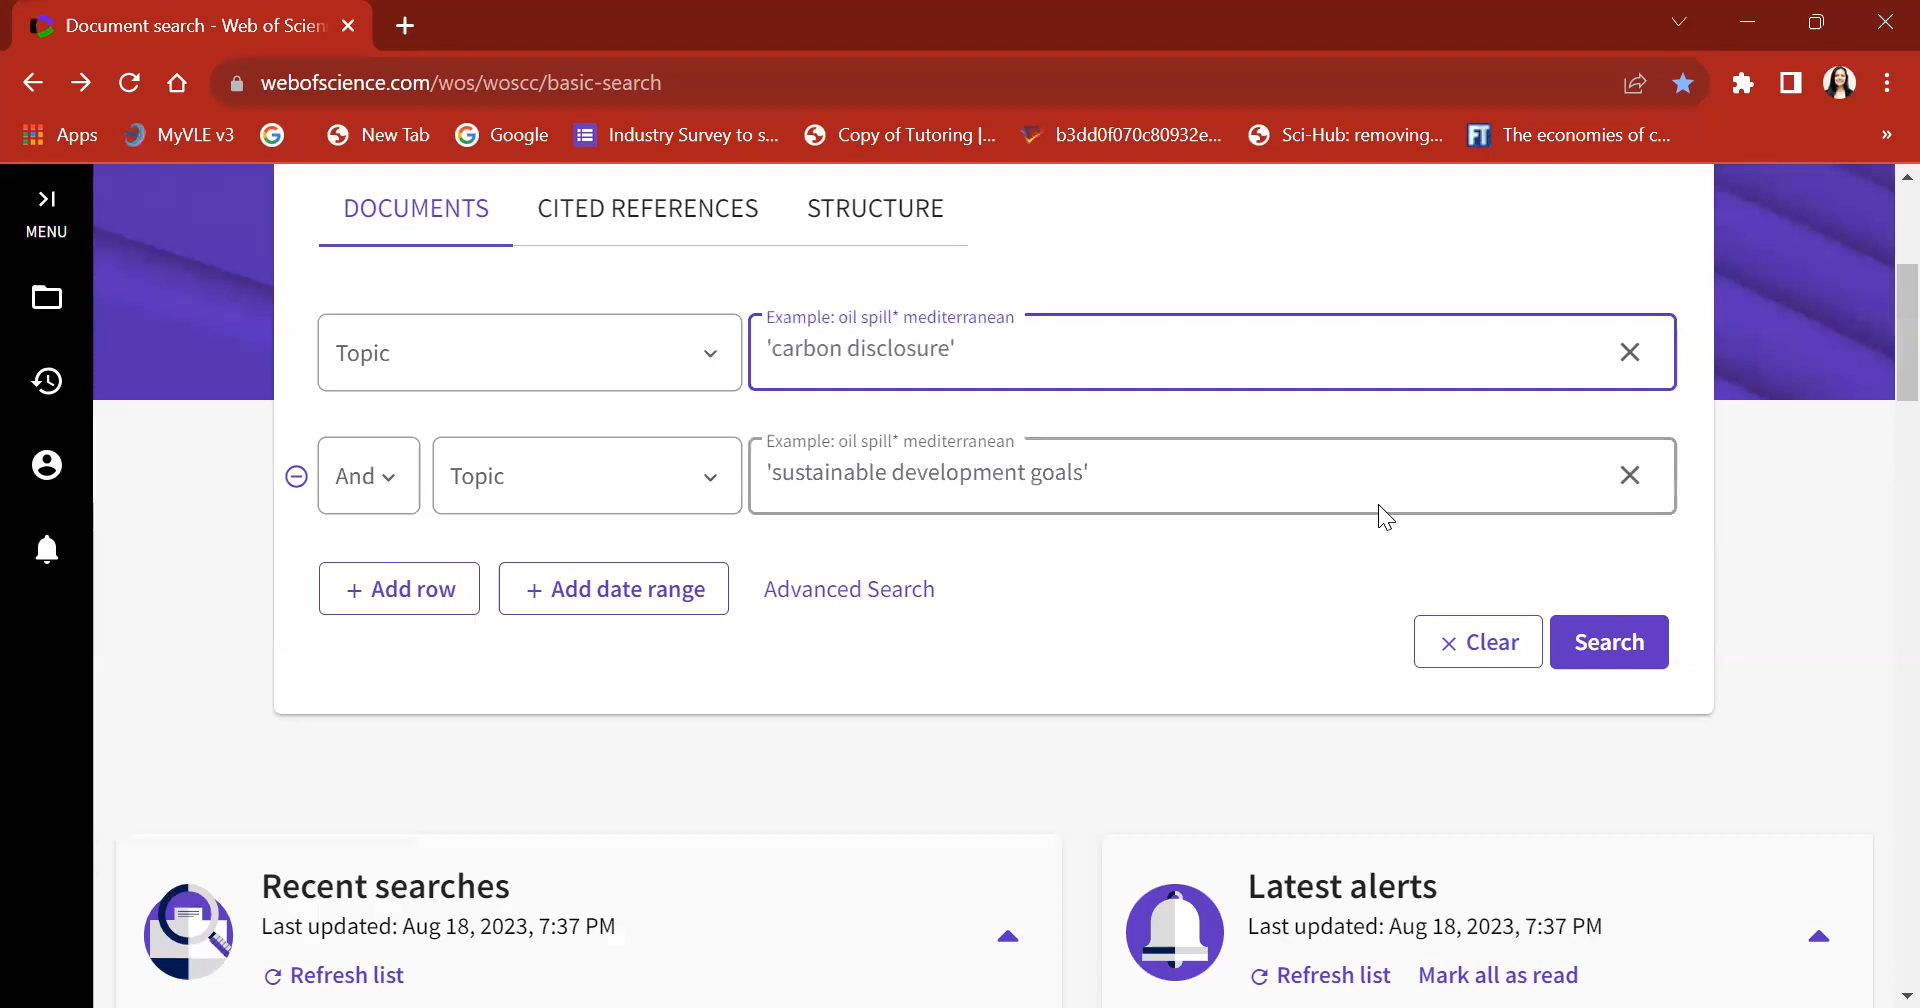 Document search - Web of Scien
webofscience.com/wos/woscc/basic-search
Apps MyVLE v3 New Tab Google Industry Survey to s... Copy of Tutoring |... b3dd0f070c80932e... Sci-Hub: removing... FT The economies of c... »
MENU
DOCUMENTS CITED REFERENCES STRUCTURE
Example: oil spill* mediterranean
Topic 'carbon disclosure'
Example: oil spill* mediterranean
And Topic 'sustainable development goals'
+ Add row + Add date range Advanced Search
× Clear Search
Recent searches
Last updated: Aug 18, 2023, 7:37 PM
Refresh list
Latest alerts
Last updated: Aug 18, 2023, 7:37 PM
Refresh list Mark all as read